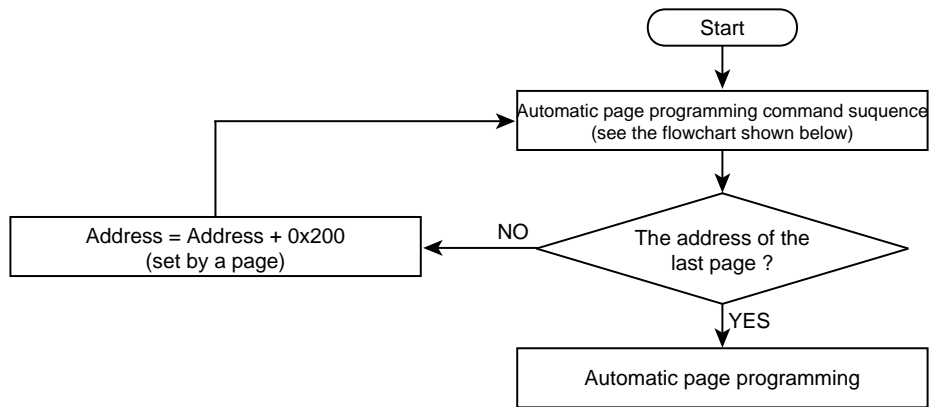 Start
Automatic page programming command suquence
(see the flowchart shown below)
Address = Address + 0x200
(set by a page)
NO
The address of the
last page ?
YES
Automatic page programming